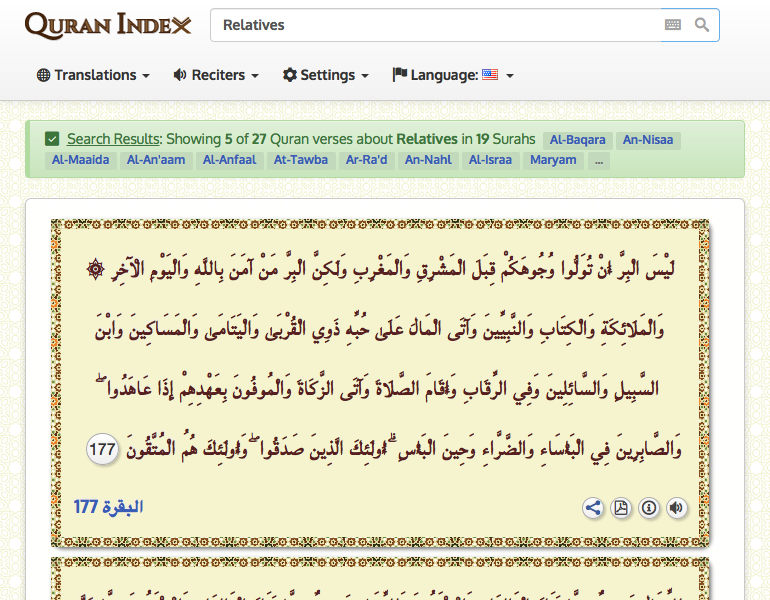 QURAN INDEX
Relatives
Translations Reciters Settings Language:
Search Results: Showing 5 of 27 Quran verses about Relatives in 19 Surahs Al-Baqara An-Nisaa
Al-Maaida Al-An'aam Al-Anfaal At-Tawba Ar-Ra'd An-Nahl Al-Israa Maryam ...
۞ لَيْسَ الْبِرَّ أَنْ تُوَلُّوا وُجُوهَكُمْ قِبَلَ الْمَشْرِقِ وَالْمَغْرِبِ وَلَٰكِنَّ الْبِرَّ مَنْ آمَنَ بِاللَّهِ وَالْيَوْمِ الْآخِرِ
وَالْمَلَائِكَةِ وَالْكِتَابِ وَالنَّبِيِّينَ وَآتَى الْمَالَ عَلَىٰ حُبِّهِ ذَوِي الْقُرْبَىٰ وَالْيَتَامَىٰ وَالْمَسَاكِينَ وَابْنَ
السَّبِيلِ وَالسَّائِلِينَ وَفِي الرِّقَابِ وَأَقَامَ الصَّلَاةَ وَآتَى الزَّكَاةَ وَالْمُوفُونَ بِعَهْدِهِمْ إِذَا عَاهَدُوا ۖ
وَالصَّابِرِينَ فِي الْبَأْسَاءِ وَالضَّرَّاءِ وَحِينَ الْبَأْسِ ۗ أُولَٰئِكَ الَّذِينَ صَدَقُوا ۖ وَأُولَٰئِكَ هُمُ الْمُتَّقُونَ 177
البقرة 177